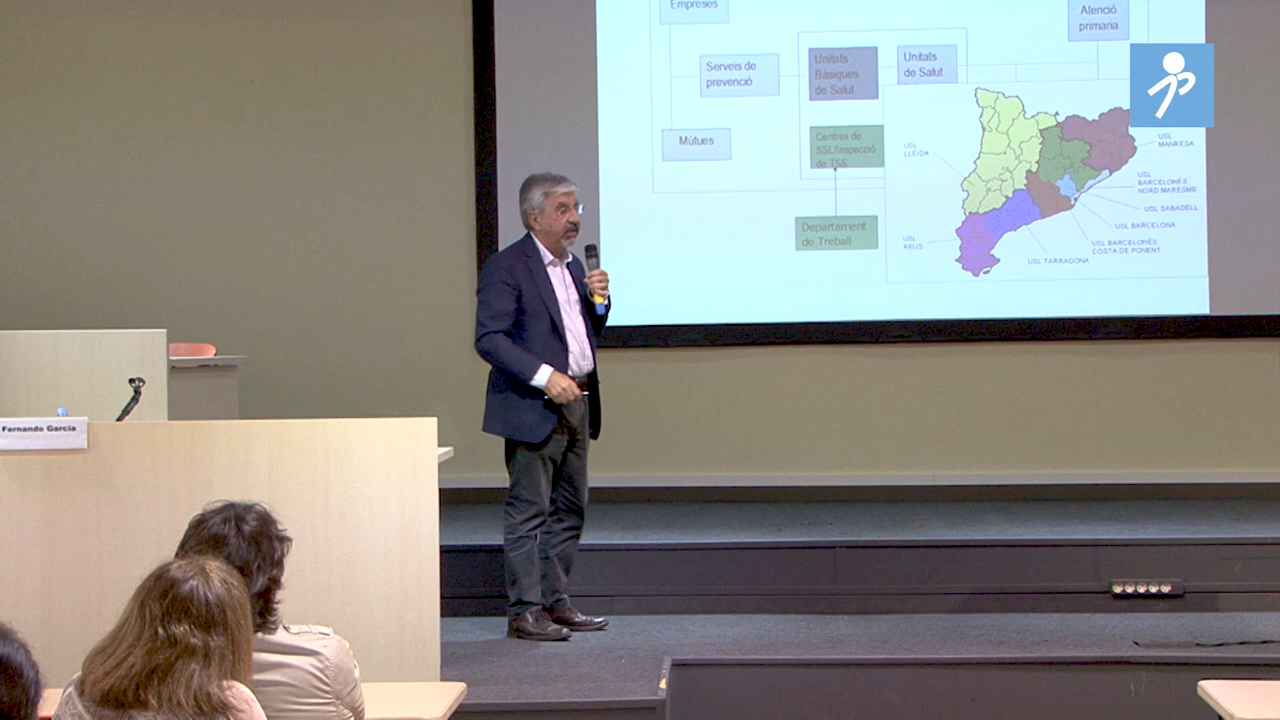 Empreses
Atenció
primaria
Serveis de
prevenció
Unitats
Bàsiques
de Salut
Unitats
de Salut
Mútues
Centres de
SSL/Inspecció
de TSS
Departament
de Treball
USL
LLEIDA
USL
MANRESA
USL
BARCELONÈS
NORD MARESME
USL SABADELL
USL BARCELONA
USL BARCELONÈS
COSTA DE PONENT
USL
REUS
USL TARRAGONA
Fernando García